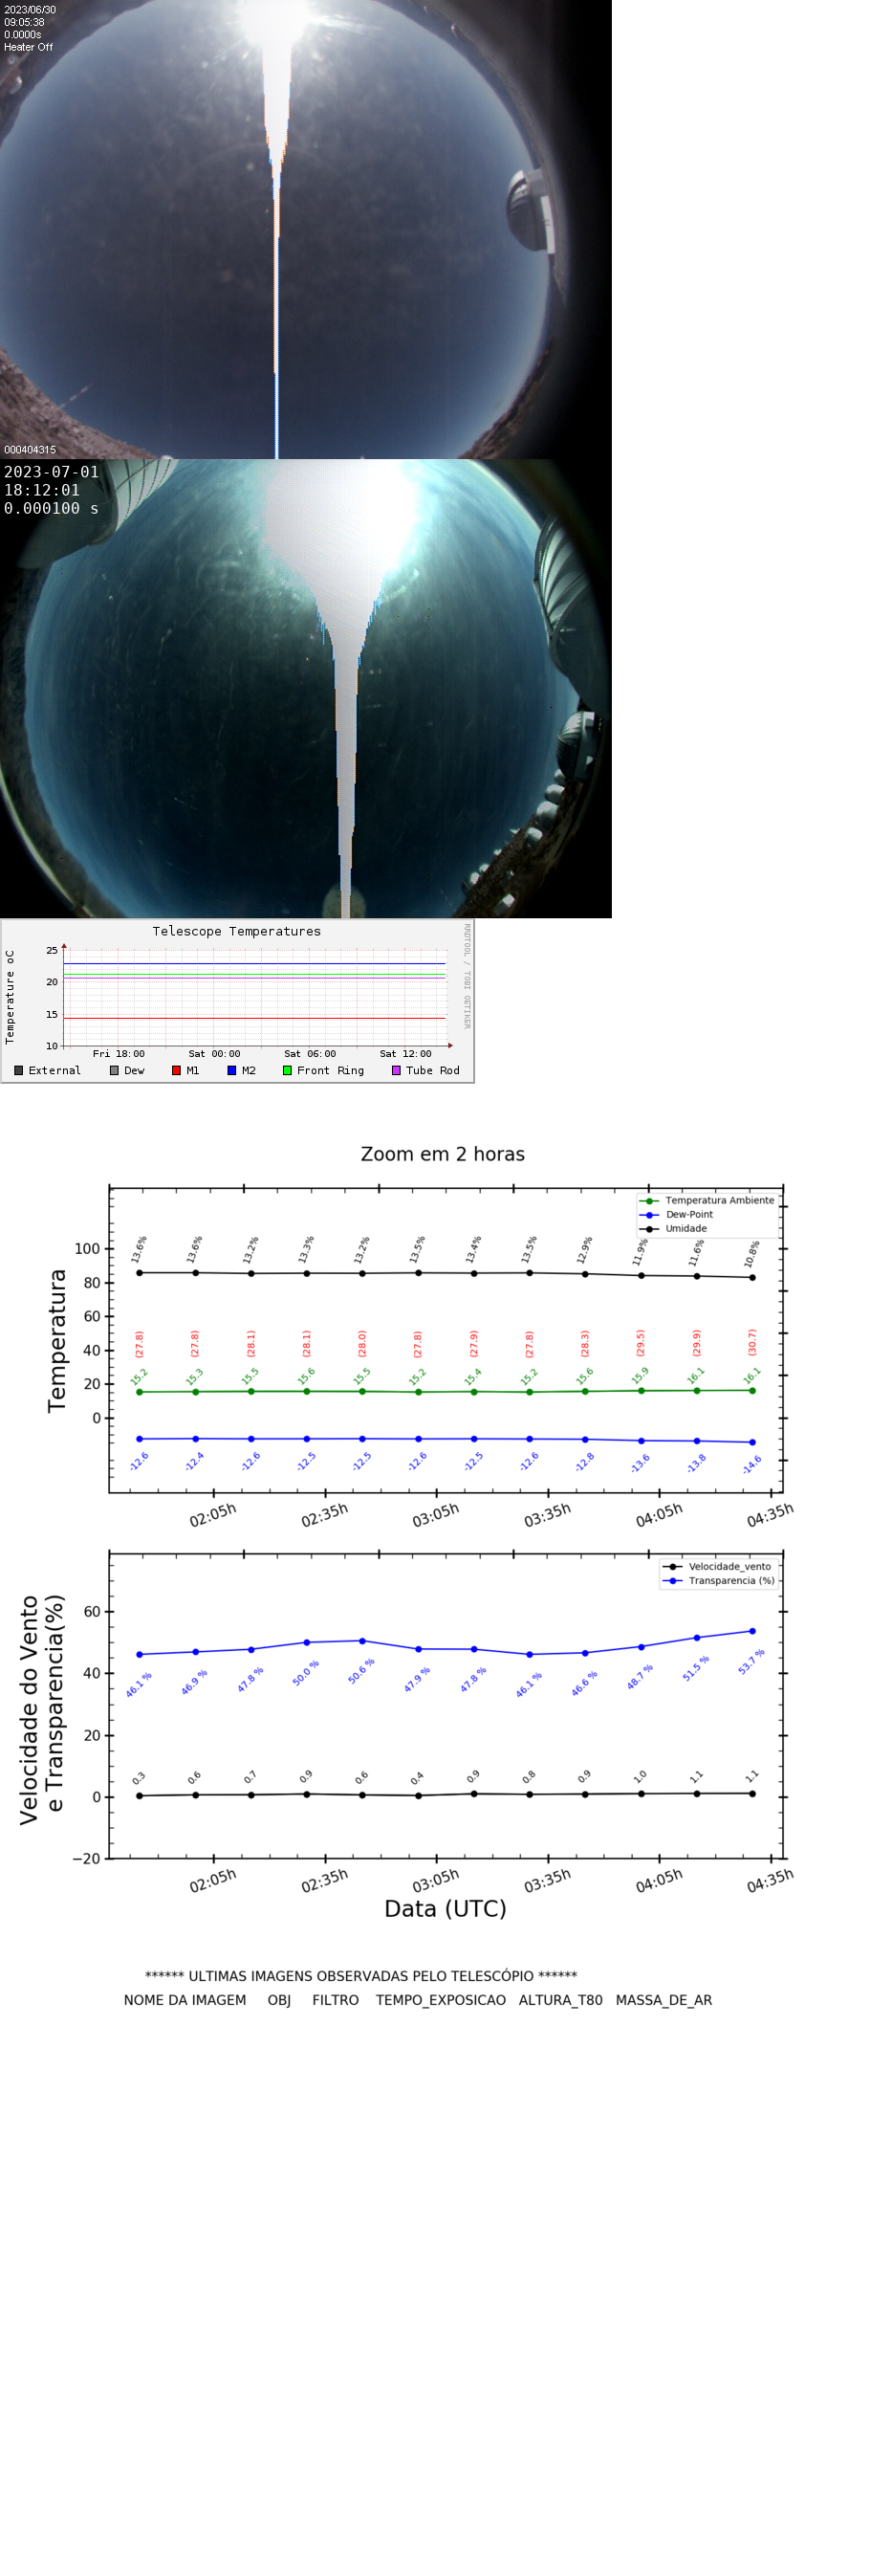 2023/06/30
09:05:38
0.0000s
Heater Off
000404315
2023-07-01
18:12:01
0.000100 s
Telescope Temperatures
RRDTOOL / TOBI OETIKER
Temperature oC
25
20
15
10
Fri 18:00 Sat 00:00 Sat 06:00 Sat 12:00
External Dew M1 M2 Front Ring Tube Rod
Zoom em 2 horas
Temperatura Ambiente
Dew-Point
Umidade
Temperatura
100
80
60
40
20
0
13.6% 13.6% 13.2% 13.3% 13.2% 13.5% 13.4% 13.5% 12.9% 11.9% 11.6% 10.8%
(27.8) (27.8) (28.1) (28.1) (28.0) (27.8) (27.9) (27.8) (28.3) (29.5) (29.9) (30.7)
15.2 15.3 15.5 15.6 15.5 15.2 15.4 15.2 15.6 15.9 16.1 16.1
-12.6 -12.4 -12.6 -12.5 -12.5 -12.6 -12.5 -12.6 -12.8 -13.6 -13.8 -14.6
02:05h 02:35h 03:05h 03:35h 04:05h 04:35h
Velocidade_vento
Transparencia (%)
Velocidade do Vento
e Transparencia(%)
60
40
20
0
−20
46.1 % 46.9 % 47.8 % 50.0 % 50.6 % 47.9 % 47.8 % 46.1 % 46.6 % 48.7 % 51.5 % 53.7 %
0.3 0.6 0.7 0.9 0.6 0.4 0.9 0.8 0.9 1.0 1.1 1.1
02:05h 02:35h 03:05h 03:35h 04:05h 04:35h
Data (UTC)
****** ULTIMAS IMAGENS OBSERVADAS PELO TELESCÓPIO ******
NOME DA IMAGEM OBJ FILTRO TEMPO_EXPOSICAO ALTURA_T80 MASSA_DE_AR